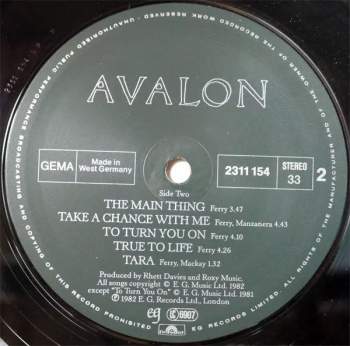 AVALON
GEMA
Made in
West Germany
2311 154
STEREO
33
2
Side Two
THE MAIN THING Ferry 3.47
TAKE A CHANCE WITH ME Ferry, Manzanera 4.43
TO TURN YOU ON Ferry 4.10
TRUE TO LIFE Ferry 4.26
TARA Ferry, Mackay 1.32
Produced by Rhett Davies and Roxy Music.
All songs copyright © E. G. Music Ltd. 1982
except "To Turn You On" © E. G. Music Ltd. 1981
℗ 1982 E. G. Records Ltd., London
eg
LC 6907
polydor
EG RECORDS LIMITED. ALL RIGHTS OF THE MANUFACTURER AND OF THE OWNER OF THE RECORDED WORK RESERVED · UNAUTHORISED PUBLIC PERFORMANCE BROADCASTING AND COPYING OF THIS RECORD PROHIBITED